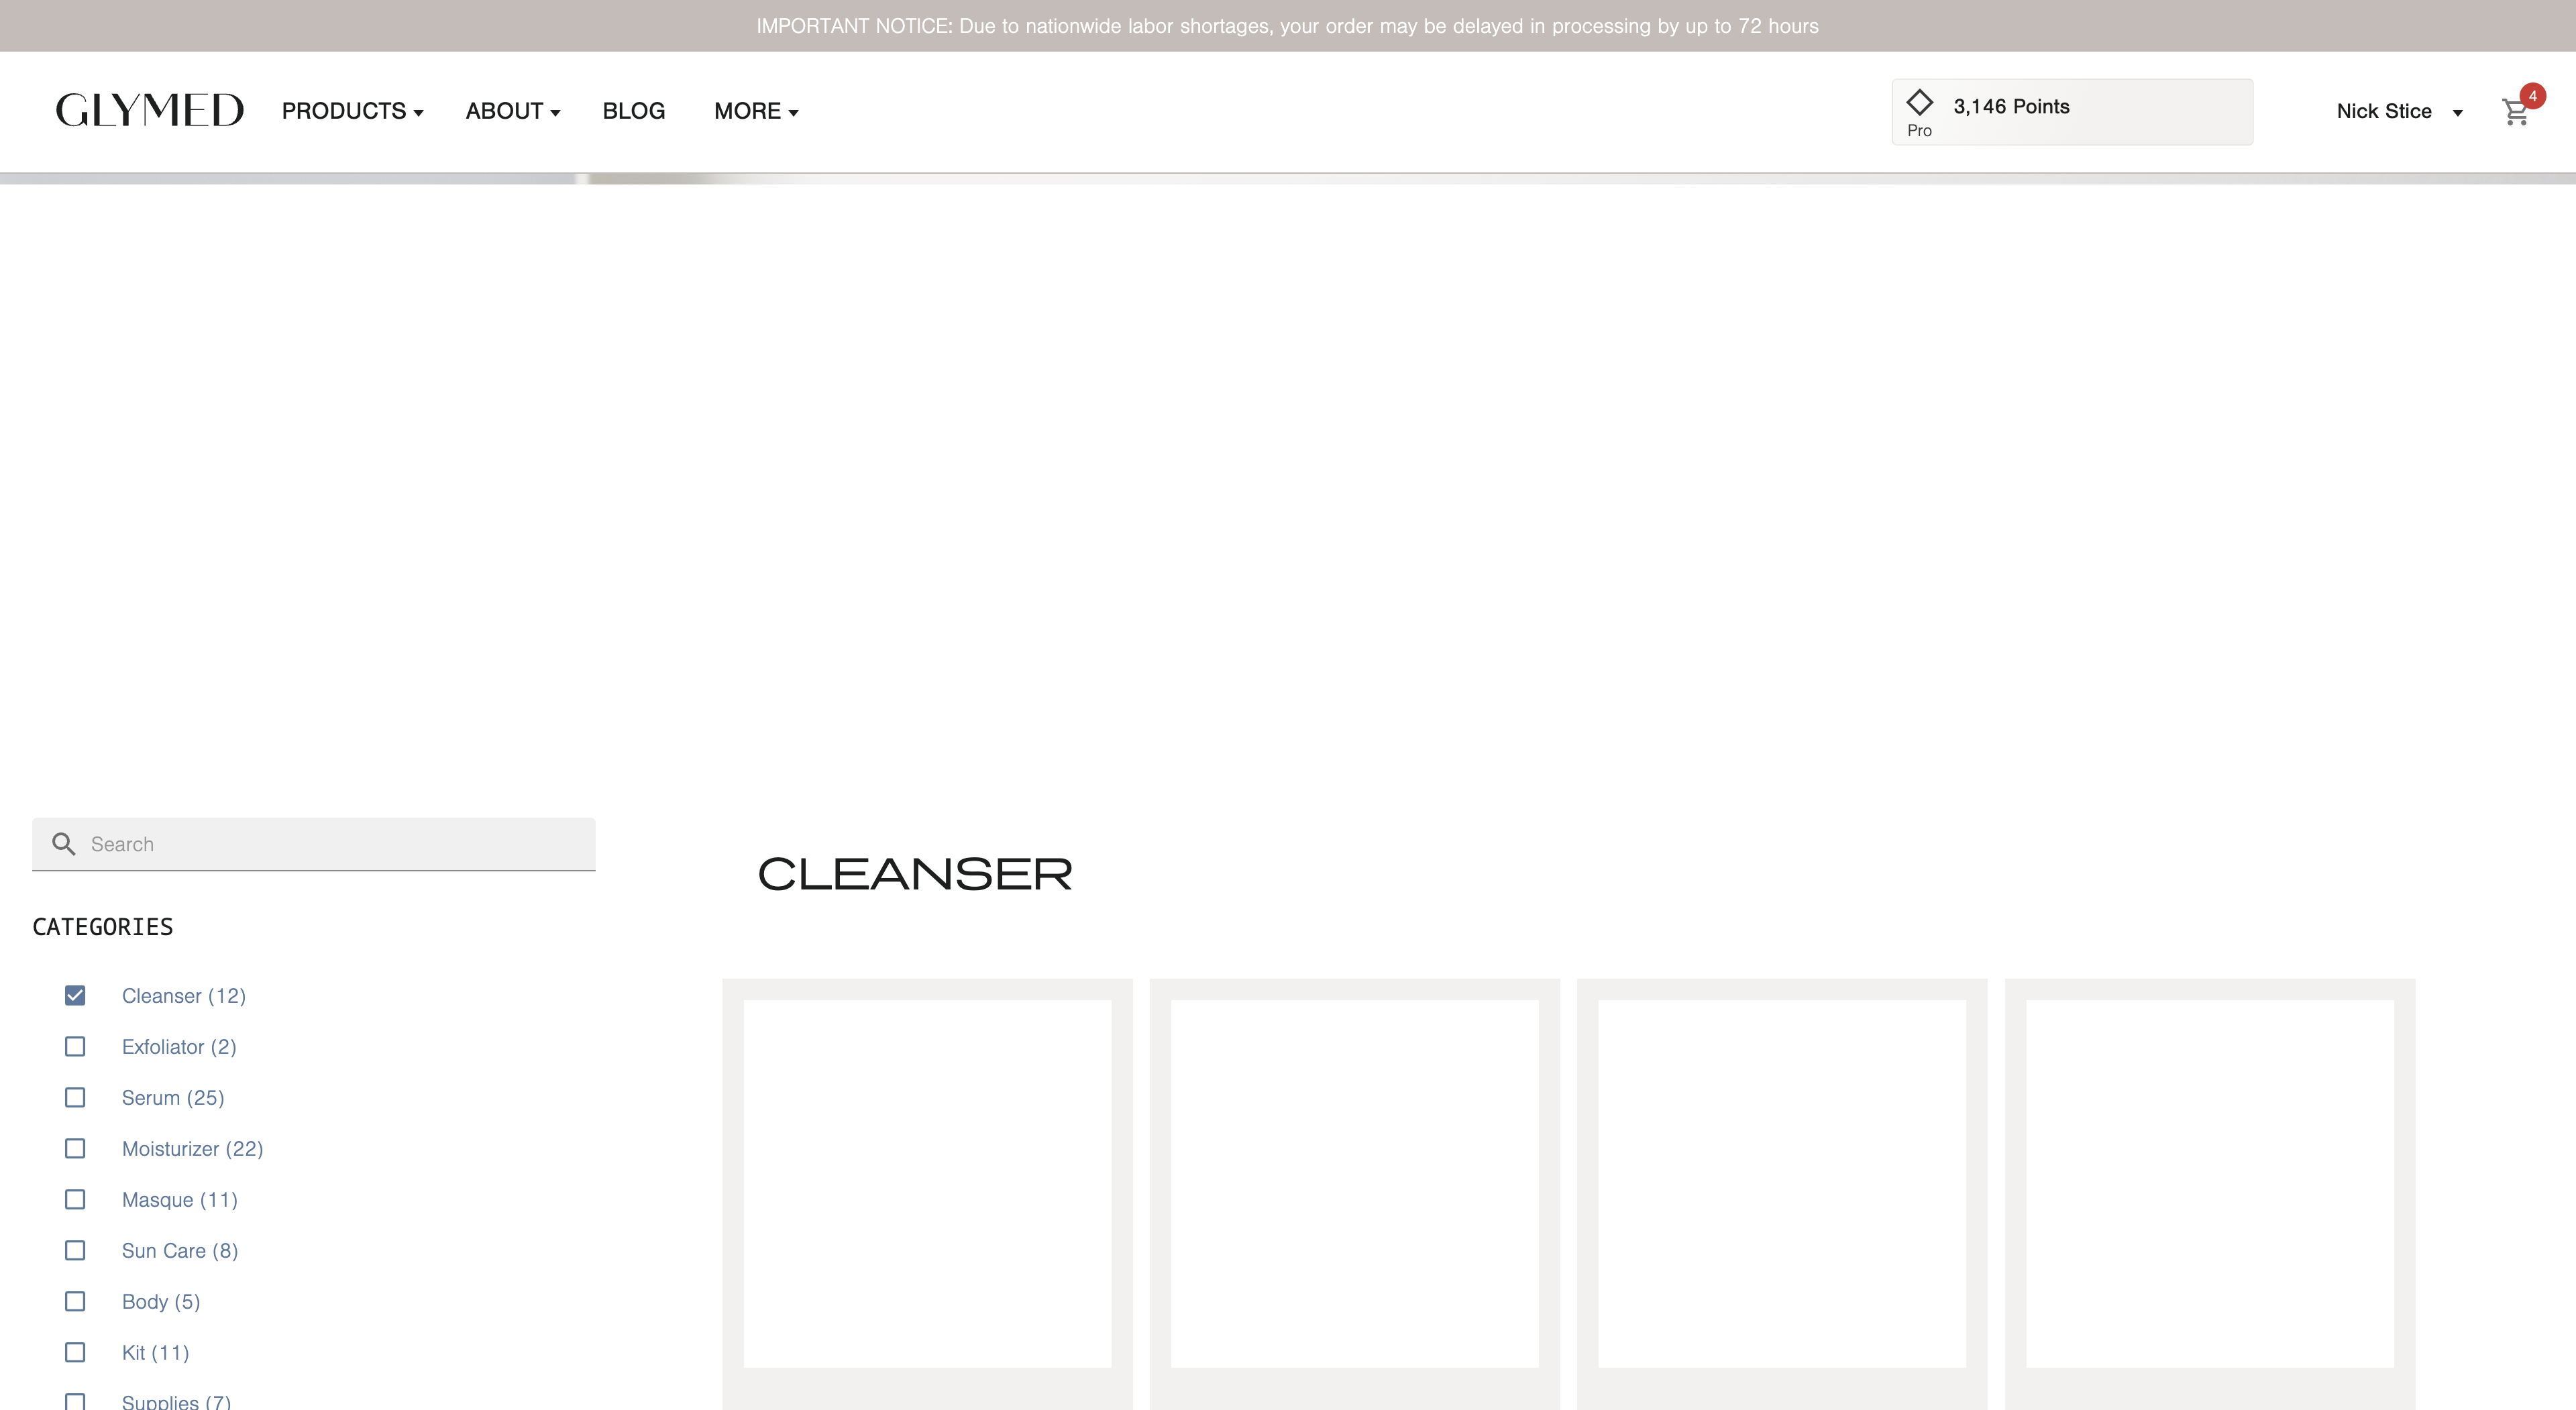 IMPORTANT NOTICE: Due to nationwide labor shortages, your order may be delayed in processing by up to 72 hours
GLYMED
PRODUCTS
ABOUT
BLOG
MORE
3,146 Points
Pro
Nick Stice
4
Search
CLEANSER
CATEGORIES
Cleanser (12)
Exfoliator (2)
Serum (25)
Moisturizer (22)
Masque (11)
Sun Care (8)
Body (5)
Kit (11)
Supplies (7)